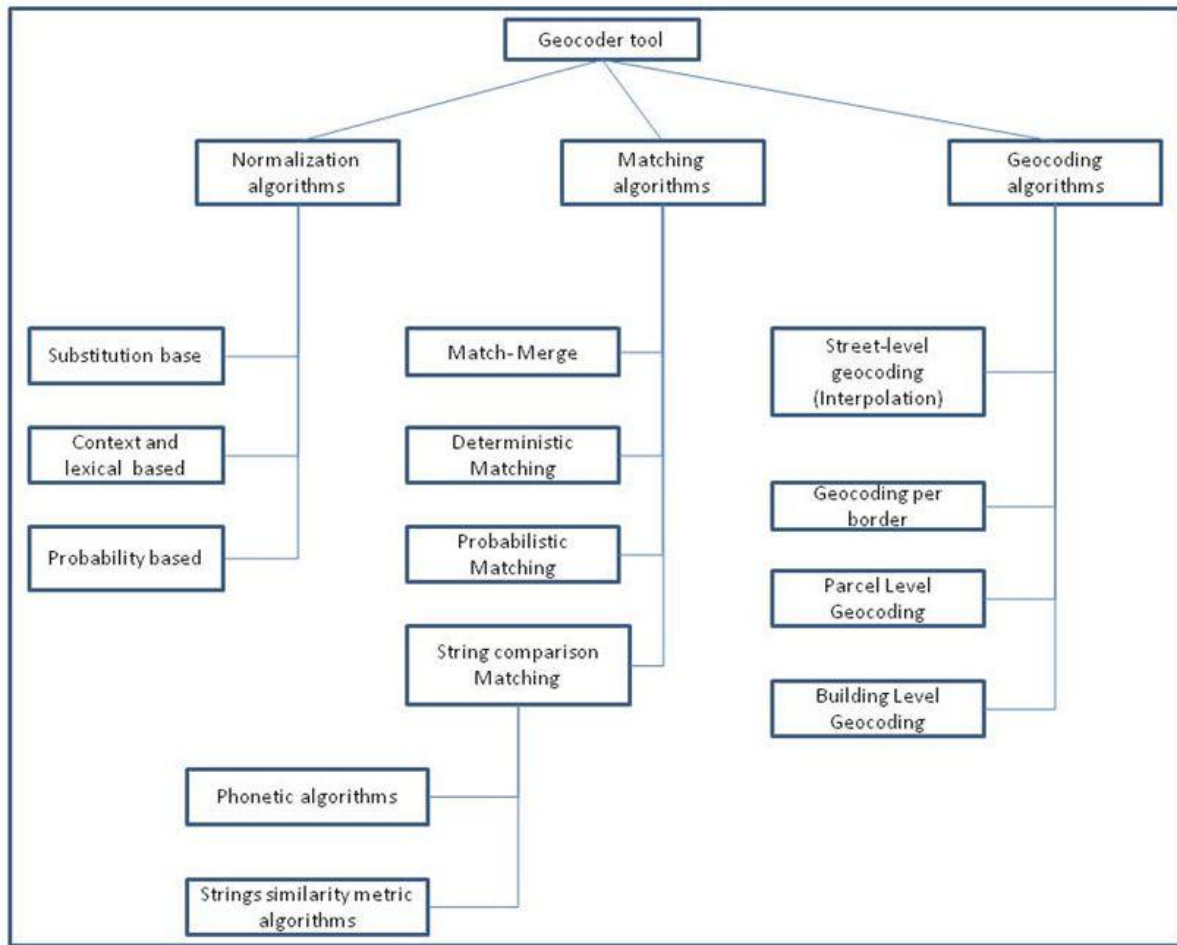 Geocoder tool
Normalization
algorithms
Matching
algorithms
Geocoding
algorithms
Substitution base
Context and
lexical based
Probability based
Match- Merge
Deterministic
Matching
Probabilistic
Matching
String comparison
Matching
Phonetic algorithms
Strings similarity metric
algorithms
Street-level
geocoding
(Interpolation)
Geocoding per
border
Parcel Level
Geocoding
Building Level
Geocoding